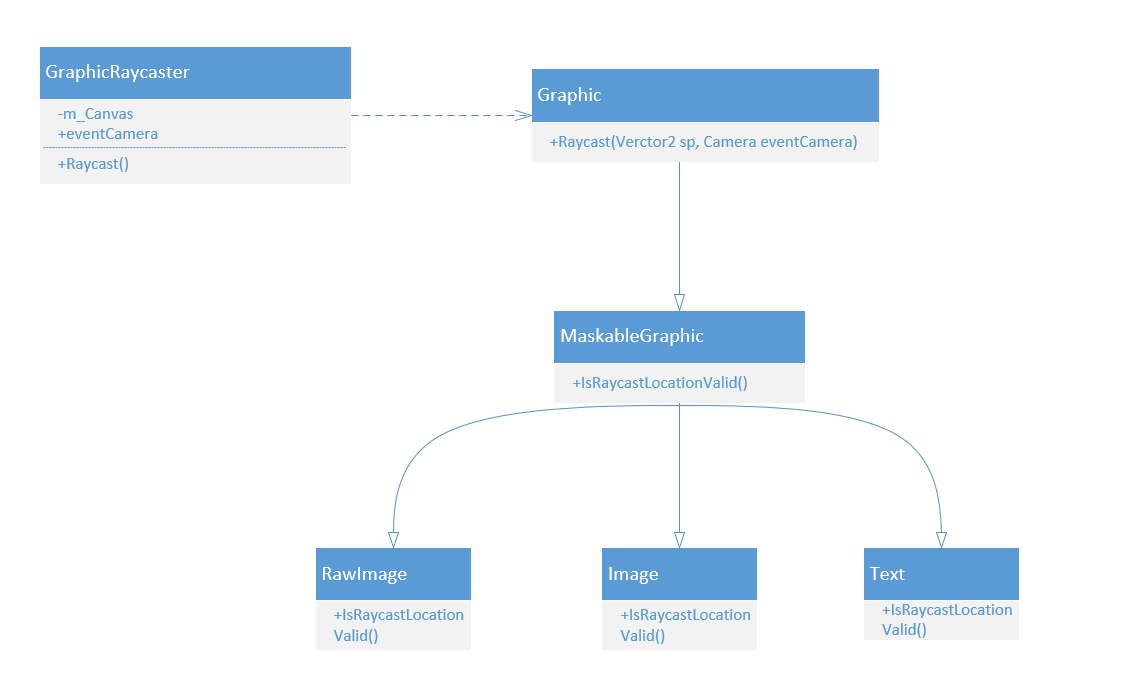 GraphicRaycaster
-m_Canvas
+eventCamera
+Raycast()
Graphic
+Raycast(Verctor2 sp, Camera eventCamera)
MaskableGraphic
+IsRaycastLocationValid()
RawImage
+IsRaycastLocation
Valid()
Image
+IsRaycastLocation
Valid()
Text
+IsRaycastLocation
Valid()